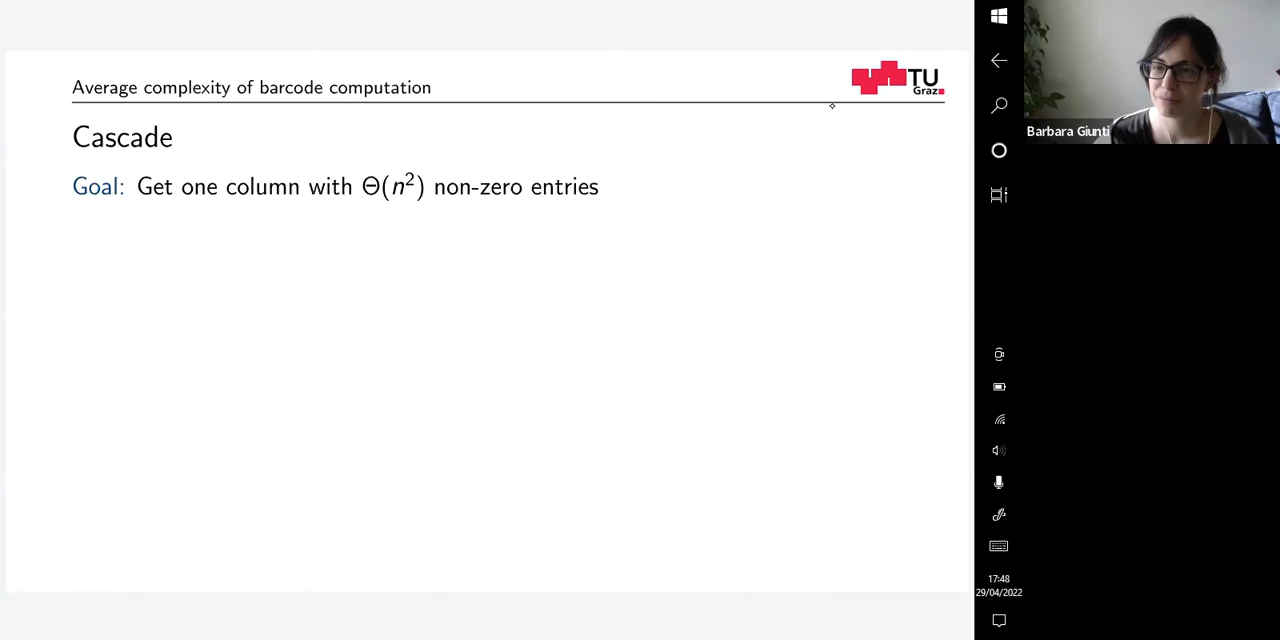 Average complexity of barcode computation
TU
Graz
Cascade
Goal: Get one column with Θ(n²) non-zero entries
Barbara Giunti
17:48
29/04/2022